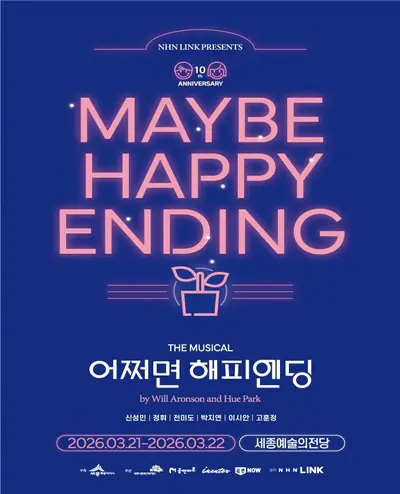 NHN LINK PRESENTS
10th
ANNIVERSARY
MAYBE
HAPPY
ENDING
THE MUSICAL
어쩌면 해피엔딩
by Will Aronson and Hue Park
신성민 | 정휘 | 전미도 | 박지연 | 이시안 | 고훈정
2026.03.21-2026.03.22 세종예술의전당
NOW NHN LINK